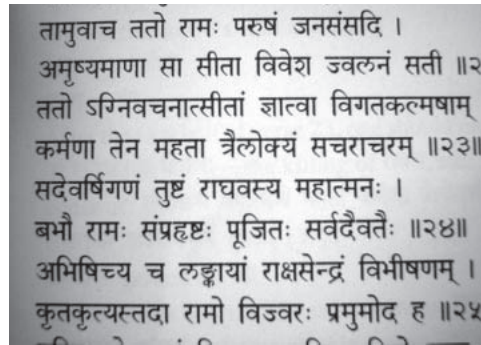 तामुवाच ततो रामः परुषं जनसंसदि ।
अमृष्यमाणा सा सीता विवेश ज्वलनं सती ॥२
ततो ऽग्निवचनात्सीतां ज्ञात्वा विगतकल्मषाम्
कर्मणा तेन महता त्रैलोक्यं सचराचरम् ॥२३॥
सदेवर्षिगणं तुष्टं राघवस्य महात्मनः ।
बभौ रामः संप्रहृष्टः पूजितः सर्वदैवतैः ॥२४॥
अभिषिच्य च लङ्कायां राक्षसेन्द्रं विभीषणम् ।
कृतकृत्यस्तदा रामो विज्वरः प्रमुमोद ह ॥२५